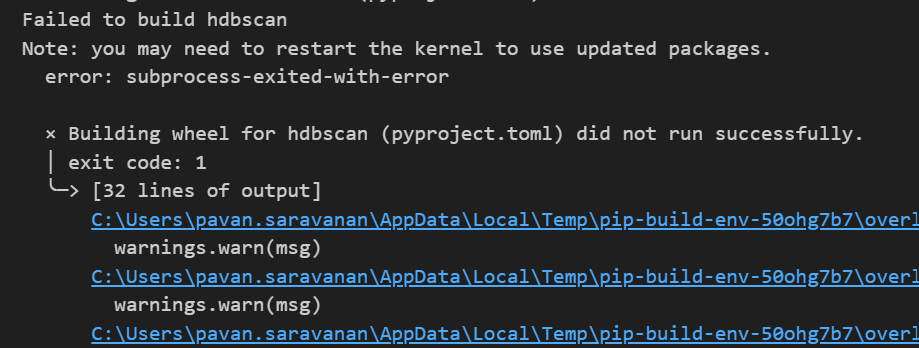 Failed to build hdbscan
Note: you may need to restart the kernel to use updated packages.
error: subprocess-exited-with-error
× Building wheel for hdbscan (pyproject.toml) did not run successfully.
│ exit code: 1
╰─> [32 lines of output]
C:\Users\pavan.saravanan\AppData\Local\Temp\pip-build-env-50ohg7b7\overl
warnings.warn(msg)
C:\Users\pavan.saravanan\AppData\Local\Temp\pip-build-env-50ohg7b7\overl
warnings.warn(msg)
C:\Users\pavan.saravanan\AppData\Local\Temp\pip-build-env-50ohg7b7\overl